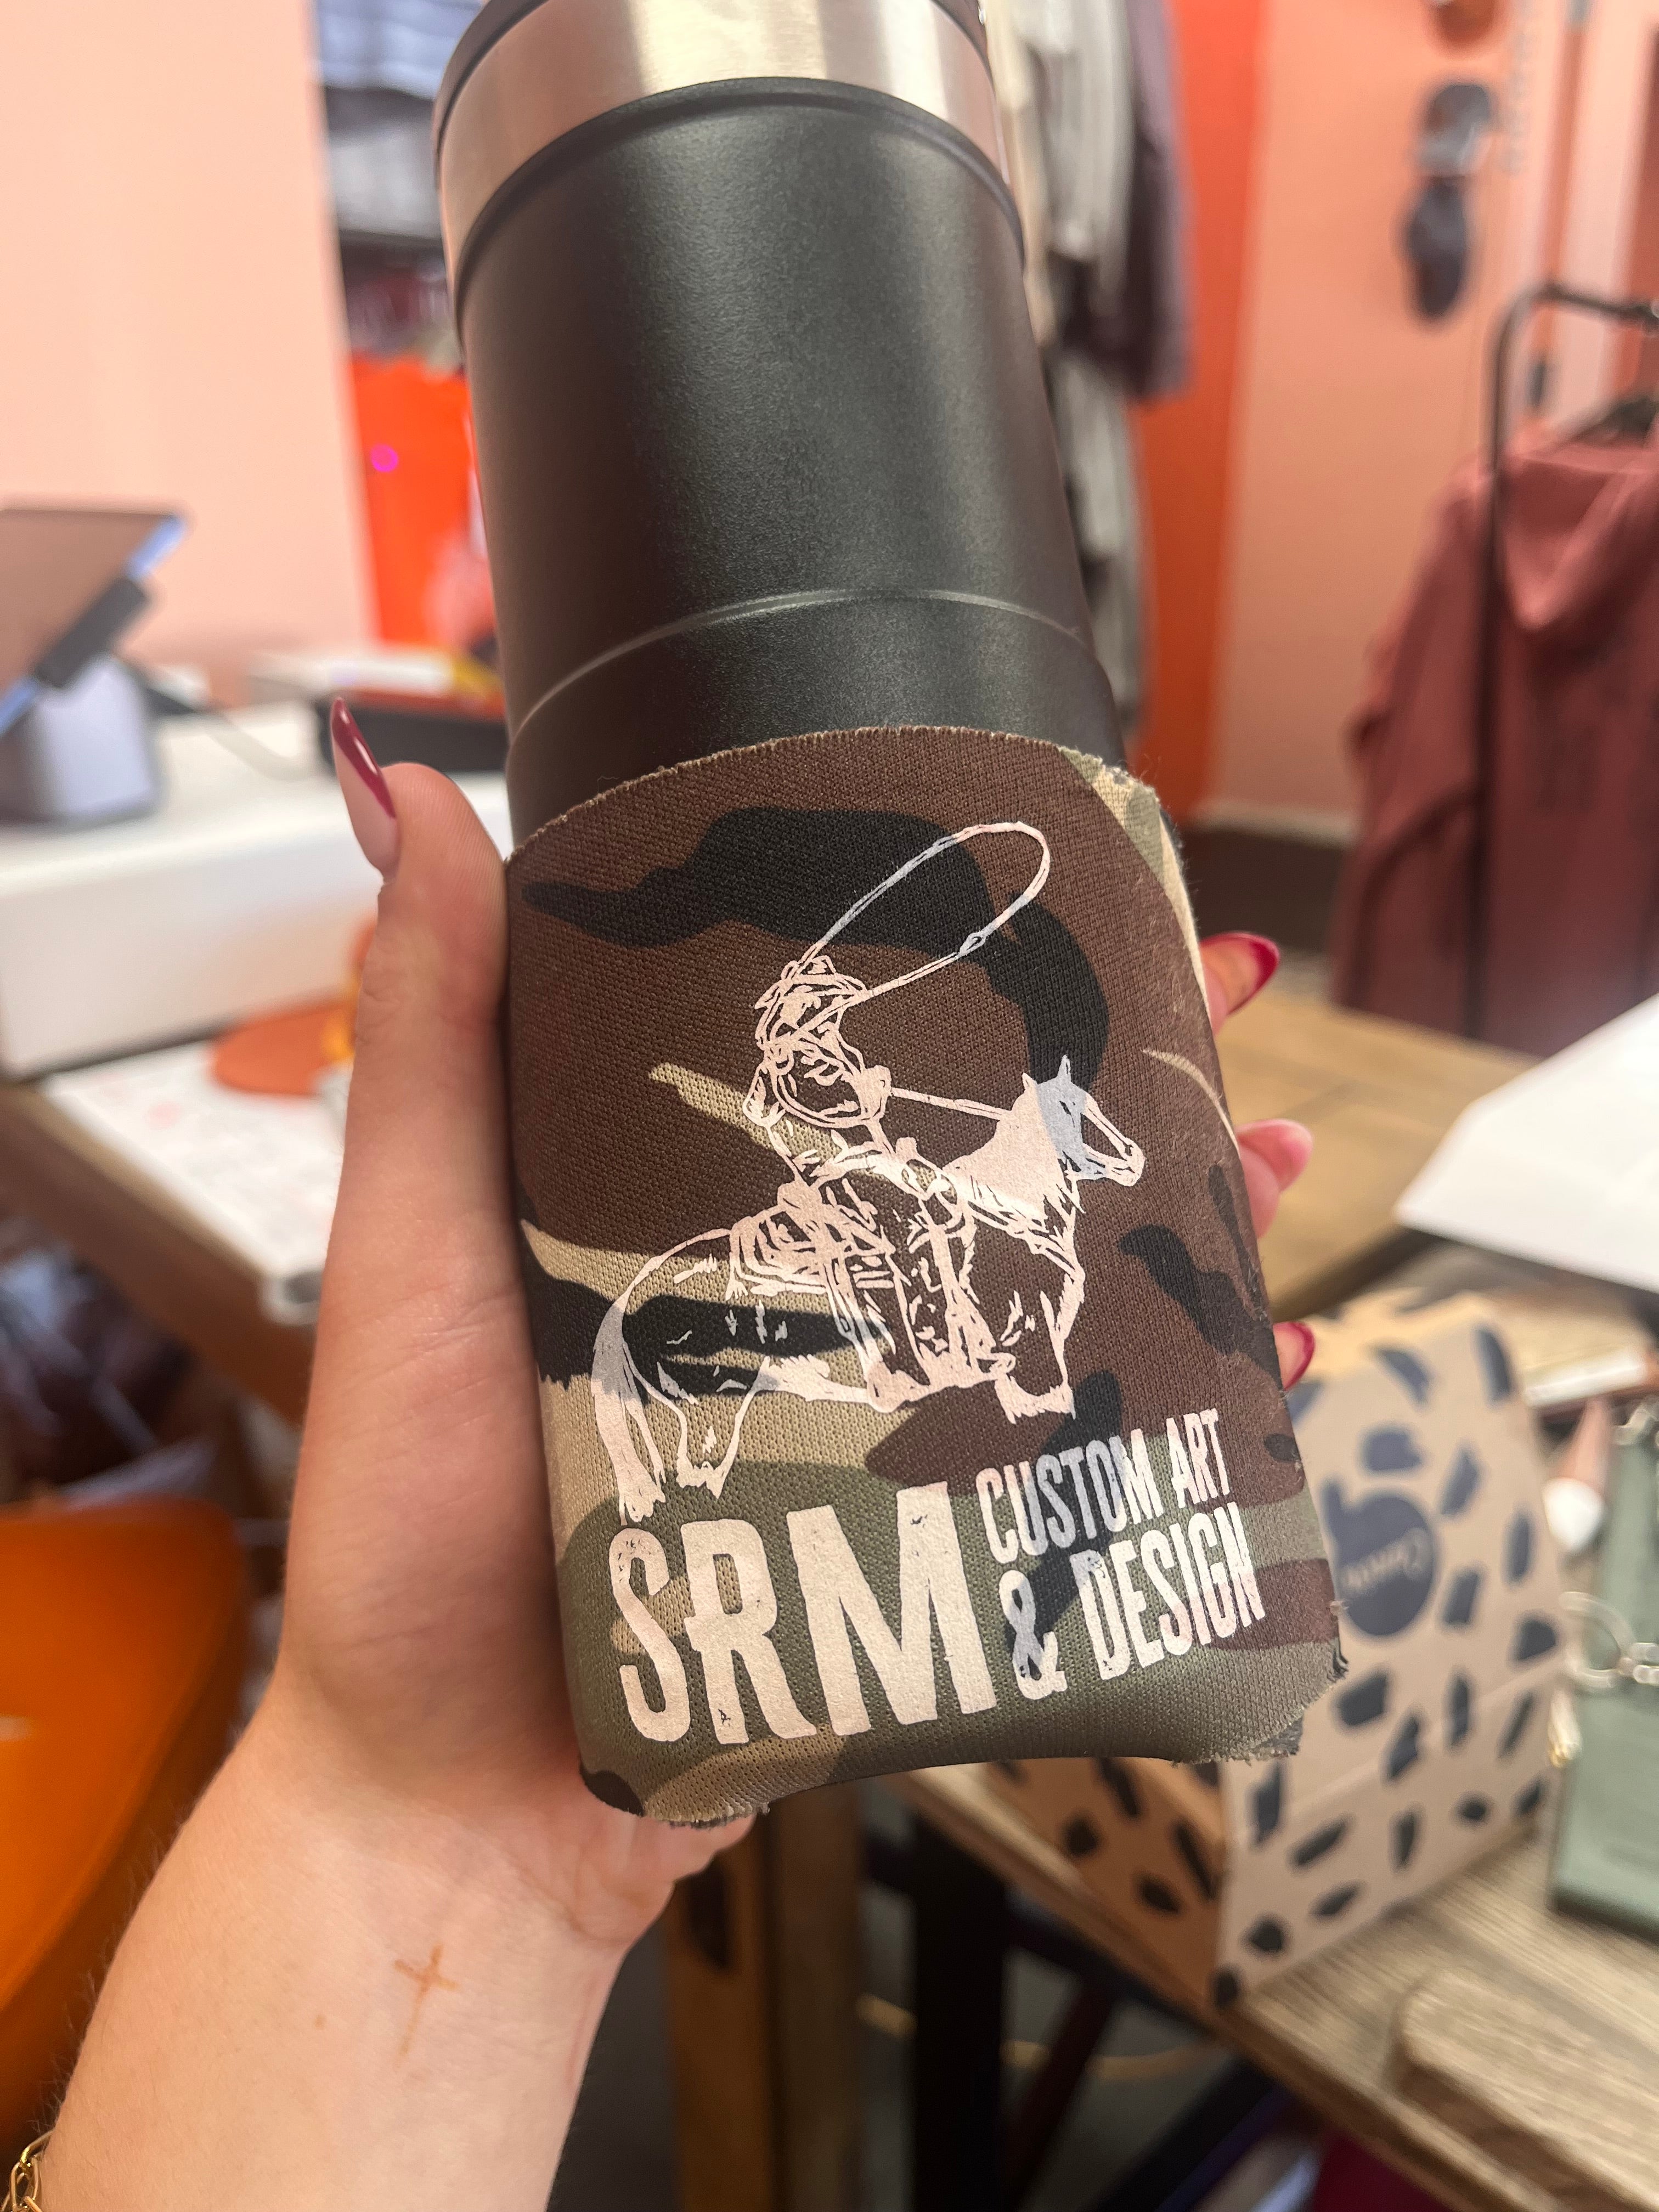 SRM
CUSTOM ART
& DESIGN